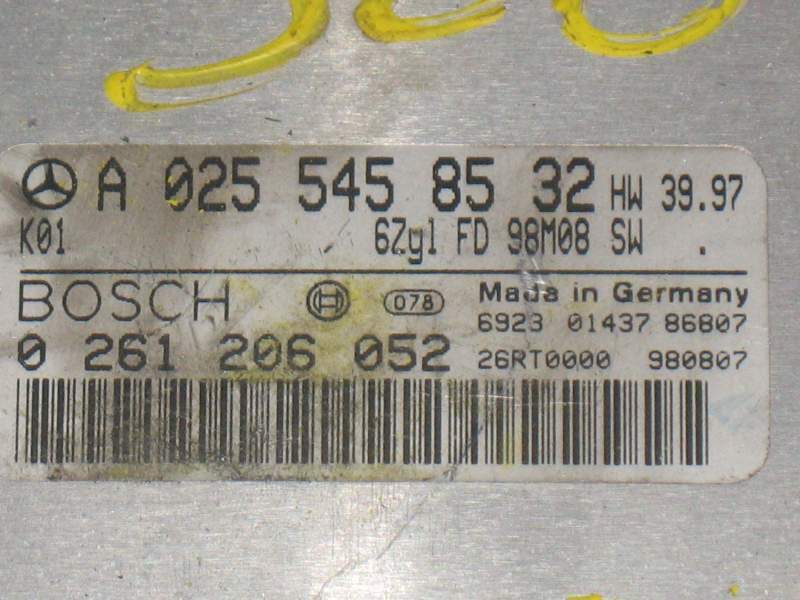 A 025 545 85 32 HW 39.97
K01 6Zyl FD 98M08 SW .
BOSCH 078 Made in Germany
6923 01437 86807
0 261 206 052 26RT0000 980807